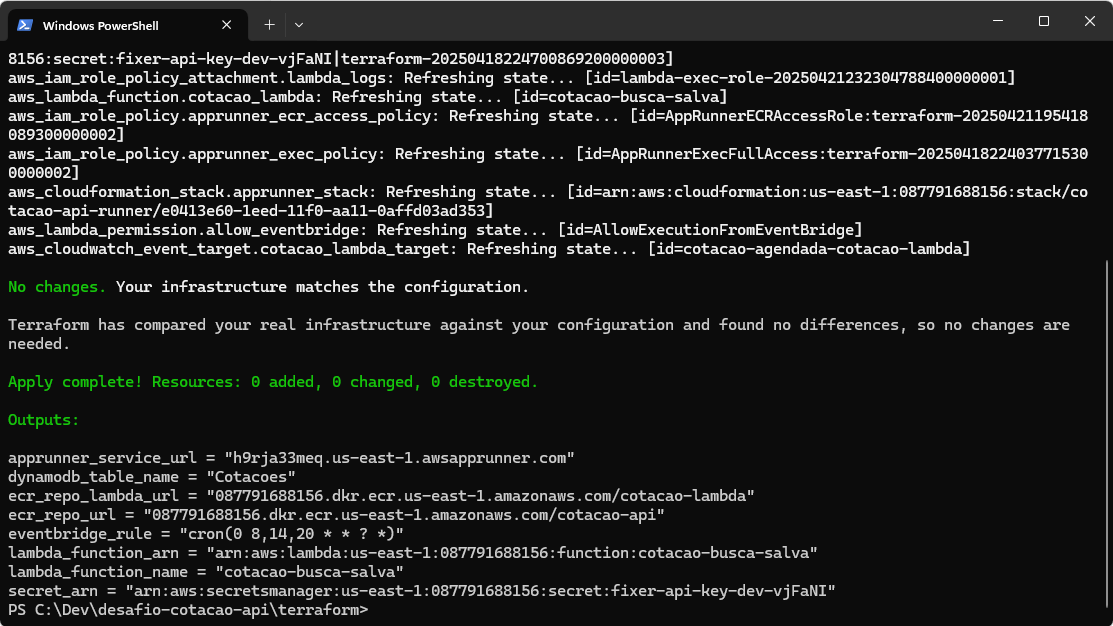 Windows PowerShell
8156:secret:fixer-api-key-dev-vjFaNI|terraform-20250418224700869200000003]
aws_iam_role_policy_attachment.lambda_logs: Refreshing state... [id=lambda-exec-role-20250421232304788400000001]
aws_lambda_function.cotacao_lambda: Refreshing state... [id=cotacao-busca-salva]
aws_iam_role_policy.apprunner_ecr_access_policy: Refreshing state... [id=AppRunnerECRAccessRole:terraform-20250421195418
089300000002]
aws_iam_role_policy.apprunner_exec_policy: Refreshing state... [id=AppRunnerExecFullAccess:terraform-2025041822403771530
0000002]
aws_cloudformation_stack.apprunner_stack: Refreshing state... [id=arn:aws:cloudformation:us-east-1:087791688156:stack/co
tacao-api-runner/e0413e60-1eed-11f0-aa11-0affd03ad353]
aws_lambda_permission.allow_eventbridge: Refreshing state... [id=AllowExecutionFromEventBridge]
aws_cloudwatch_event_target.cotacao_lambda_target: Refreshing state... [id=cotacao-agendada-cotacao-lambda]
No changes. Your infrastructure matches the configuration.
Terraform has compared your real infrastructure against your configuration and found no differences, so no changes are
needed.
Apply complete! Resources: 0 added, 0 changed, 0 destroyed.
Outputs:
apprunner_service_url = "h9rja33meq.us-east-1.awsapprunner.com"
dynamodb_table_name = "Cotacoes"
ecr_repo_lambda_url = "087791688156.dkr.ecr.us-east-1.amazonaws.com/cotacao-lambda"
ecr_repo_url = "087791688156.dkr.ecr.us-east-1.amazonaws.com/cotacao-api"
eventbridge_rule = "cron(0 8,14,20 * * ? *)"
lambda_function_arn = "arn:aws:lambda:us-east-1:087791688156:function:cotacao-busca-salva"
lambda_function_name = "cotacao-busca-salva"
secret_arn = "arn:aws:secretsmanager:us-east-1:087791688156:secret:fixer-api-key-dev-vjFaNI"
PS C:\Dev\desafio-cotacao-api\terraform>